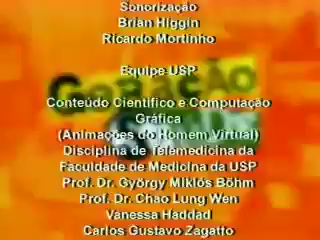 Sonorização
Brian Higgin
Ricardo Mortinho
Equipe USP
Conteúdo Científico e Computação
Gráfica
(Animações do Homem Virtual)
Disciplina de Telemedicina da
Faculdade de Medicina da USP
Prof. Dr. György Miklós Böhm
Prof. Dr. Chao Lung Wen
Vanessa Haddad
Carlos Gustavo Zagatto
Geração